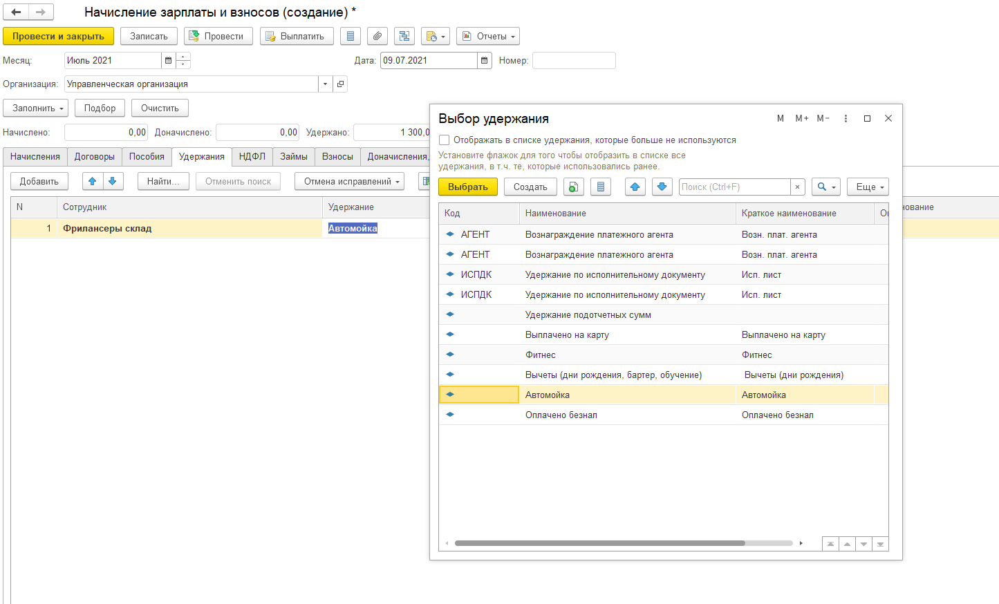 Начисление зарплаты и взносов (создание) *
Провести и закрыть Записать Провести Выплатить Отчеты
Месяц: Июль 2021 Дата: 09.07.2021 Номер:
Организация: Управленческая организация
Заполнить Подбор Очистить
Начислено: 0,00 Доначислено: 0,00 Удержано: 1 300,0
Начисления Договоры Пособия Удержания НДФЛ Займы Взносы Доначисления,
Добавить Найти... Отменить поиск Отмена исправлений
N Сотрудник Удержание нование
1 Фрилансеры склад Автомойка
Выбор удержания M M+ M-
Отображать в списке удержания, которые больше не используются
Установите флажок для того чтобы отобразить в списке все
удержания, в т.ч. те, которые использовались ранее.
Выбрать Создать Поиск (Ctrl+F) × Еще
Код Наименование Краткое наименование
АГЕНТ Вознаграждение платежного агента Возн. плат. агента
АГЕНТ Вознаграждение платежного агента Возн. плат. агента
ИСПДК Удержание по исполнительному документу Исп. лист
ИСПДК Удержание по исполнительному документу Исп. лист
Удержание подотчетных сумм
Выплачено на карту Выплачено на карту
Фитнес Фитнес
Вычеты (дни рождения, бартер, обучение) Вычеты (дни рождения)
Автомойка Автомойка
Оплачено безнал Оплачено безнал